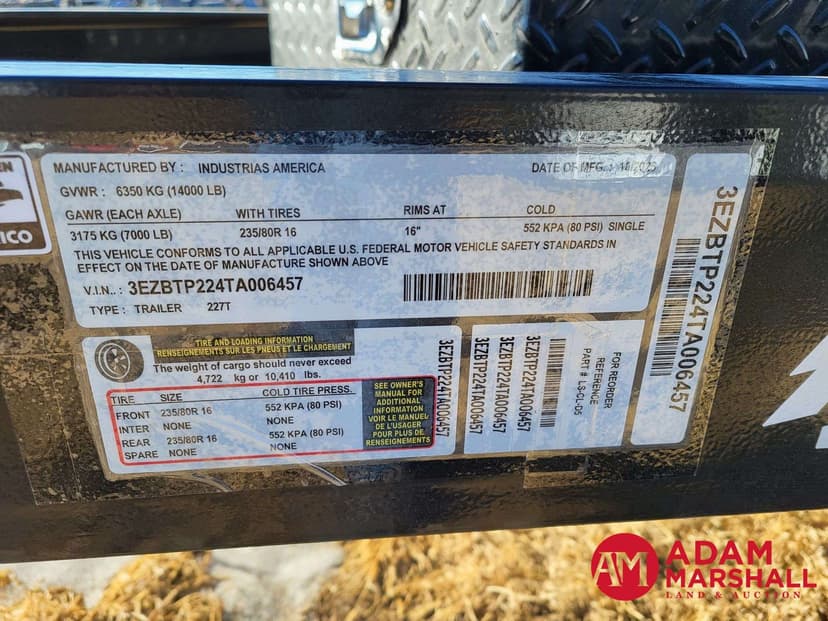 MANUFACTURED BY : INDUSTRIAS AMERICA DATE OF MFG. :
GVWR : 6350 KG (14000 LB)
GAWR (EACH AXLE) WITH TIRES RIMS AT COLD
3175 KG (7000 LB) 235/80R 16 16" 552 KPA (80 PSI) SINGLE
THIS VEHICLE CONFORMS TO ALL APPLICABLE U.S. FEDERAL MOTOR VEHICLE SAFETY STANDARDS IN
EFFECT ON THE DATE OF MANUFACTURE SHOWN ABOVE
V.I.N.. : 3EZBTP224TA006457
TYPE : TRAILER 227T
ICO
TIRE AND LOADING INFORMATION
RENSEIGNEMENTS SUR LES PNEUS ET LE CHARGEMENT
The weight of cargo should never exceed
4,722 kg or 10,410 lbs.
TIRE SIZE COLD TIRE PRESS
FRONT 235/80R 16 552 KPA (80 PSI)
INTER NONE NONE
REAR 235/80R 16 552 KPA (80 PSI)
SPARE NONE NONE
SEE OWNER'S
MANUAL FOR
ADDITIONAL
INFORMATION
VOIR LE MANUEL
DE L'USAGER
POUR PLUS DE
RENSEIGNEMENTS
3EZBTP224TA006457
3EZBTP224TA006457
3EZBTP224TA006457
3EZBTP224TA006457
FOR REORDER
REFERENCE
PART # LS-CL-D5
3EZBTP224TA006457
AM
ADAM
MARSHALL
LAND & AUCTION